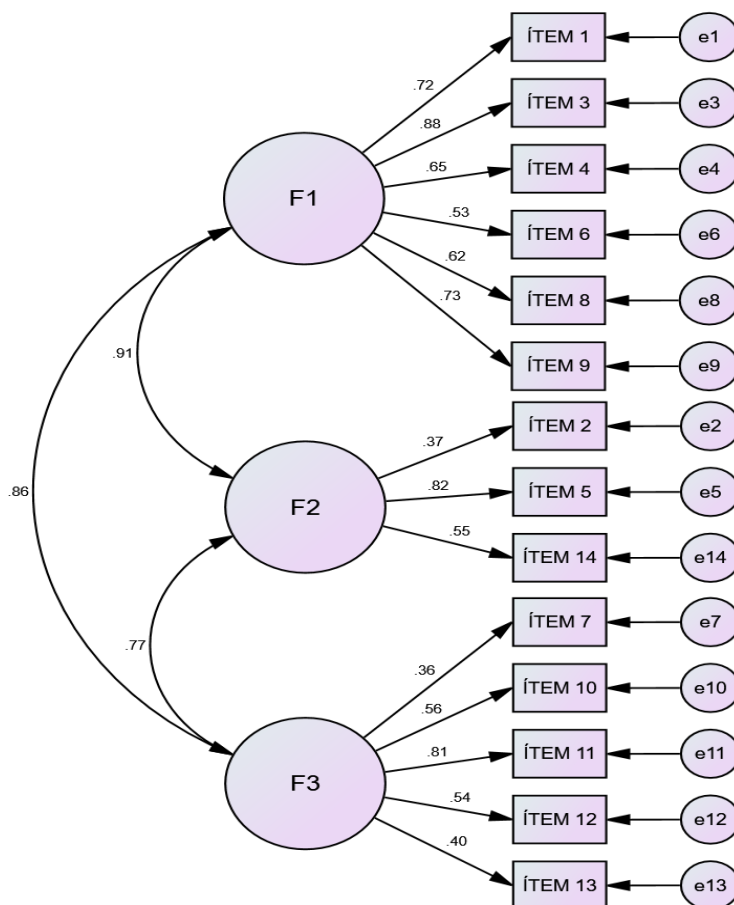 ÍTEM 1
e1
.72
ÍTEM 3
e3
.88
ÍTEM 4
e4
.65
F1
ÍTEM 6
e6
.53
ÍTEM 8
e8
.62
ÍTEM 9
e9
.73
.91
ÍTEM 2
e2
.37
ÍTEM 5
e5
.82
.86
F2
ÍTEM 14
e14
.55
ÍTEM 7
e7
.77
.36
ÍTEM 10
e10
.56
ÍTEM 11
e11
.81
F3
ÍTEM 12
e12
.54
ÍTEM 13
e13
.40